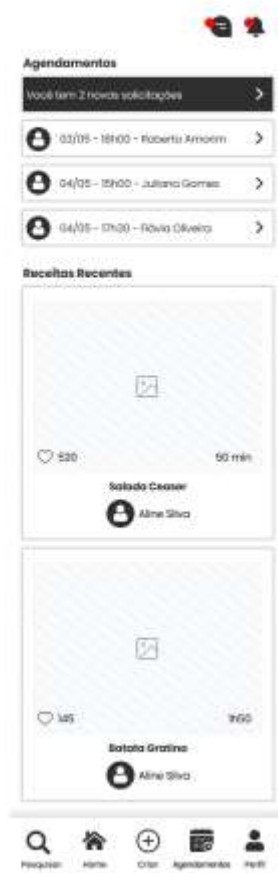 Agendamentos
Você tem 2 novas solicitações
03/05 - 16h00 - Roberto Amorim
04/05 - 15h00 - Juliana Gomes
04/05 - 17h30 - Flávia Oliveira
Receitas Recentes
520 50 min
Salada Ceaser
Aline Silva
145 1h50
Batata Gratina
Aline Silva
Pesquisar Home Criar Agendamentos Perfil